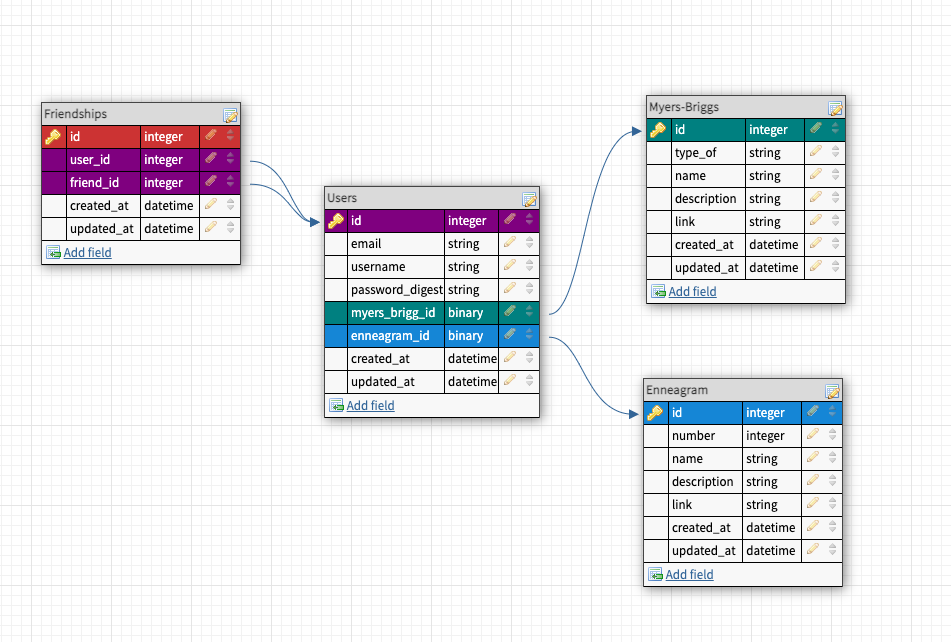 Friendships
id integer
user_id integer
friend_id integer
created_at datetime
updated_at datetime
Add field
Users
id integer
email string
username string
password_digest string
myers_brigg_id binary
enneagram_id binary
created_at datetime
updated_at datetime
Add field
Myers-Briggs
id integer
type_of string
name string
description string
link string
created_at datetime
updated_at datetime
Add field
Enneagram
id integer
number integer
name string
description string
link string
created_at datetime
updated_at datetime
Add field